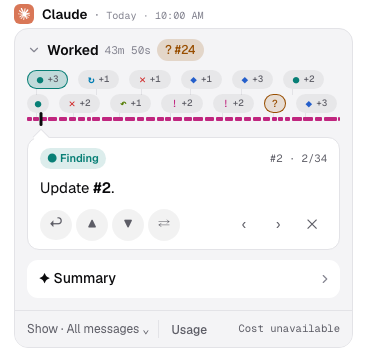 Claude · Today · 10:00 AM
Worked 43m 50s ? #24
+3 +1 +1 +1 +3 +2
+2 +1 ! +2 ! +2 ? +3
Finding #2 · 2/34
Update #2.
Summary
Show · All messages Usage Cost unavailable